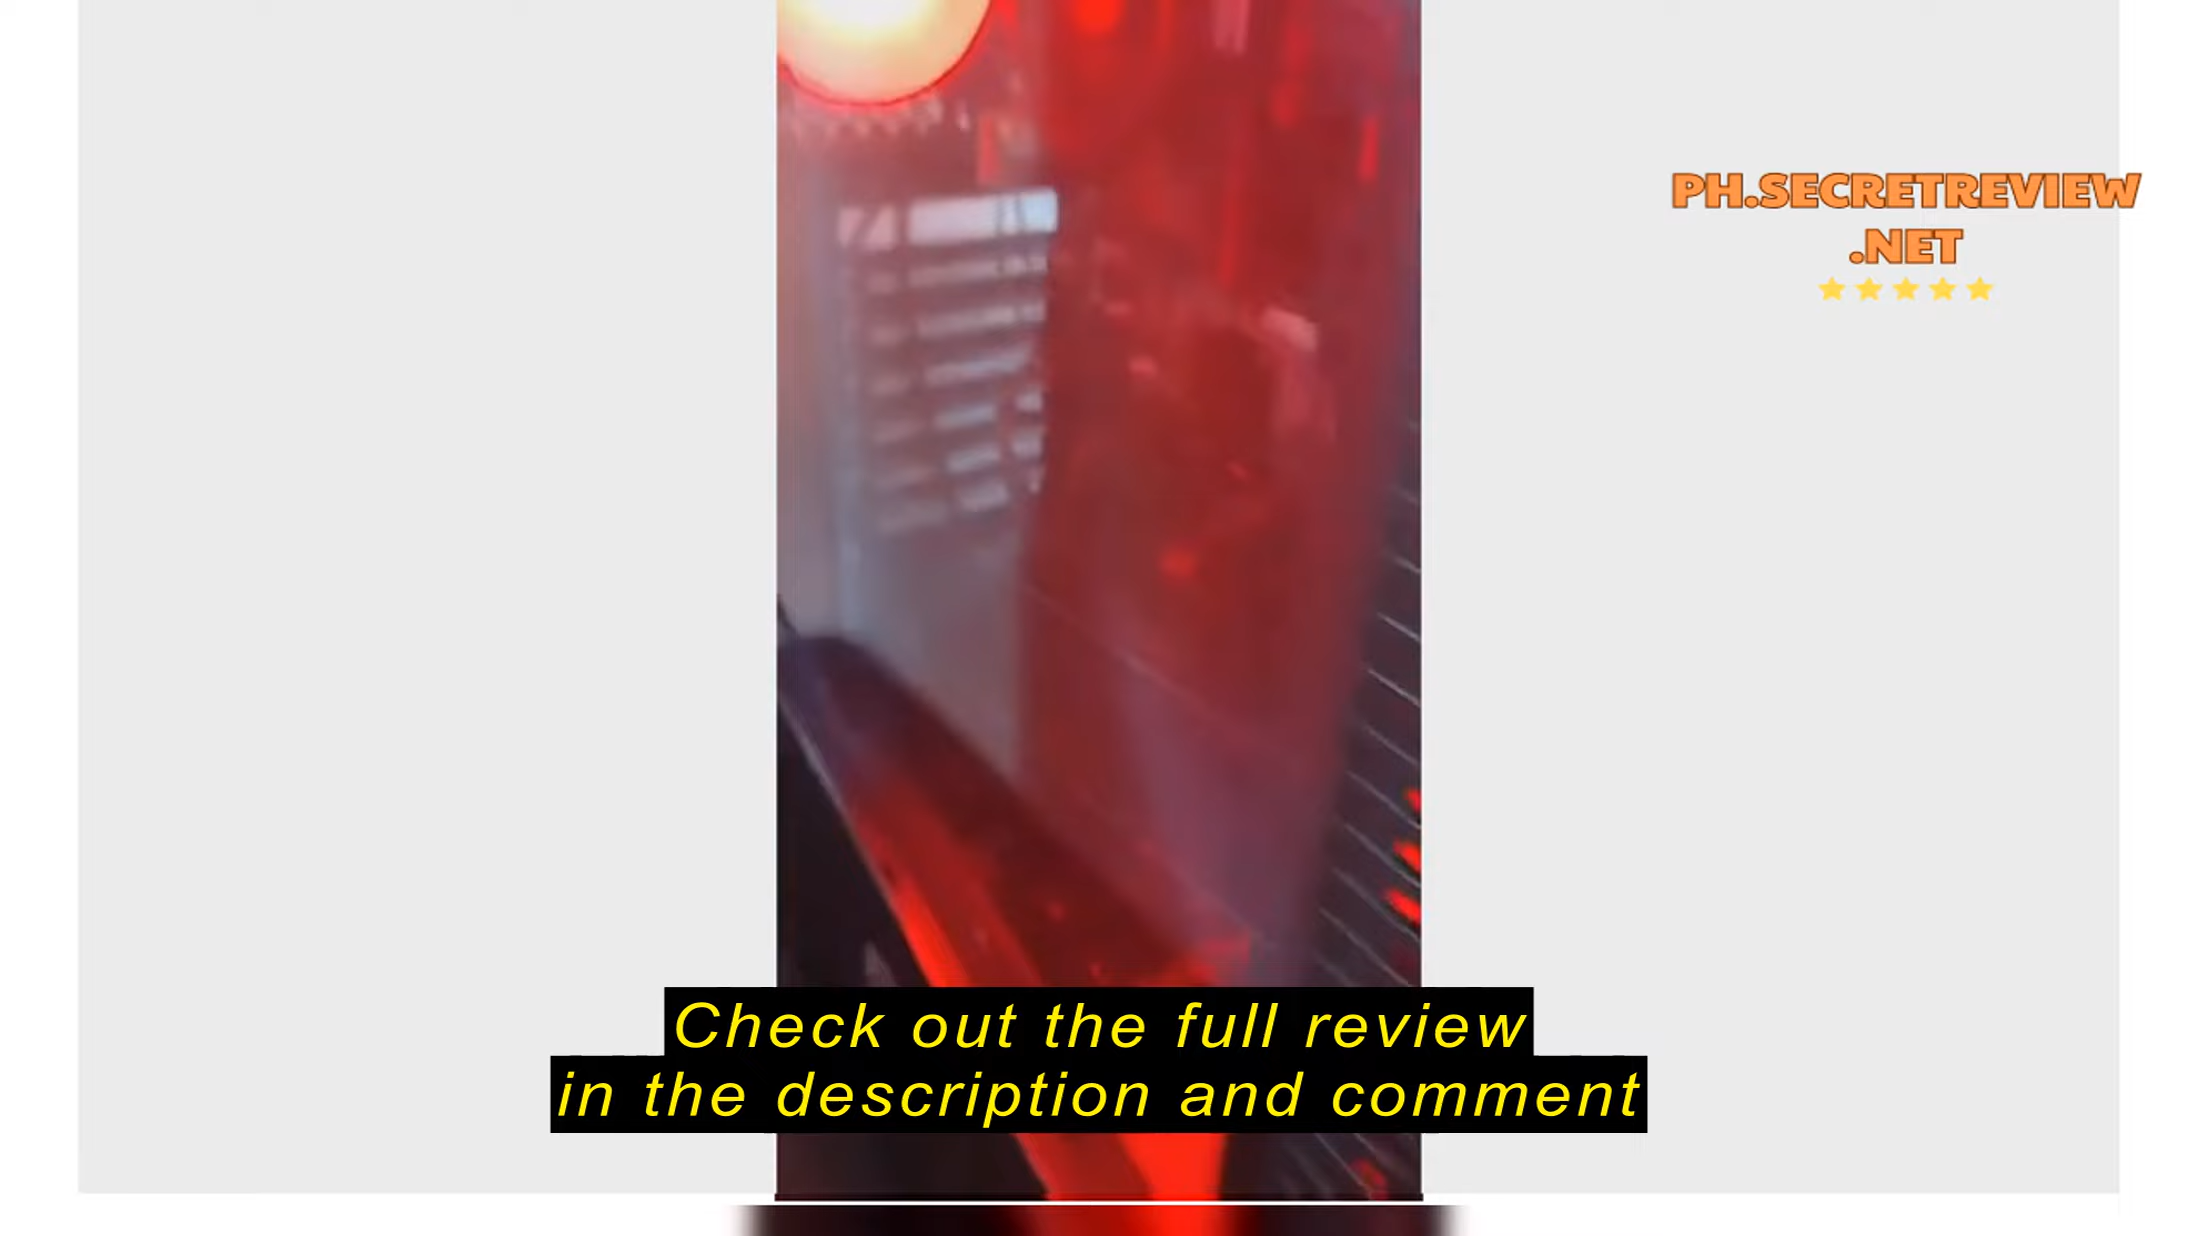 PH.SECRETREVIEW
.NET
Check out the full review
in the description and comment